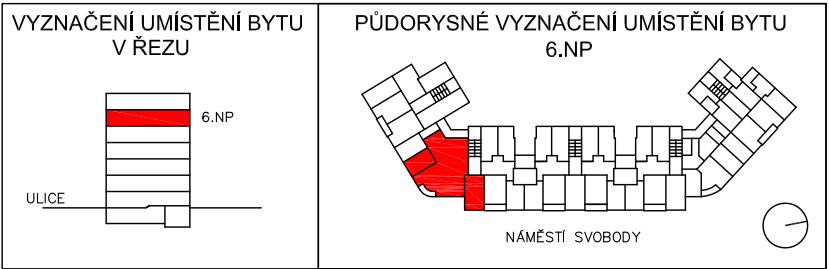 VYZNAČENÍ UMÍSTĚNÍ BYTU
V ŘEZU
6.NP
ULICE
PŮDORYSNÉ VYZNAČENÍ UMÍSTĚNÍ BYTU
6.NP
NÁMĚSTÍ SVOBODY